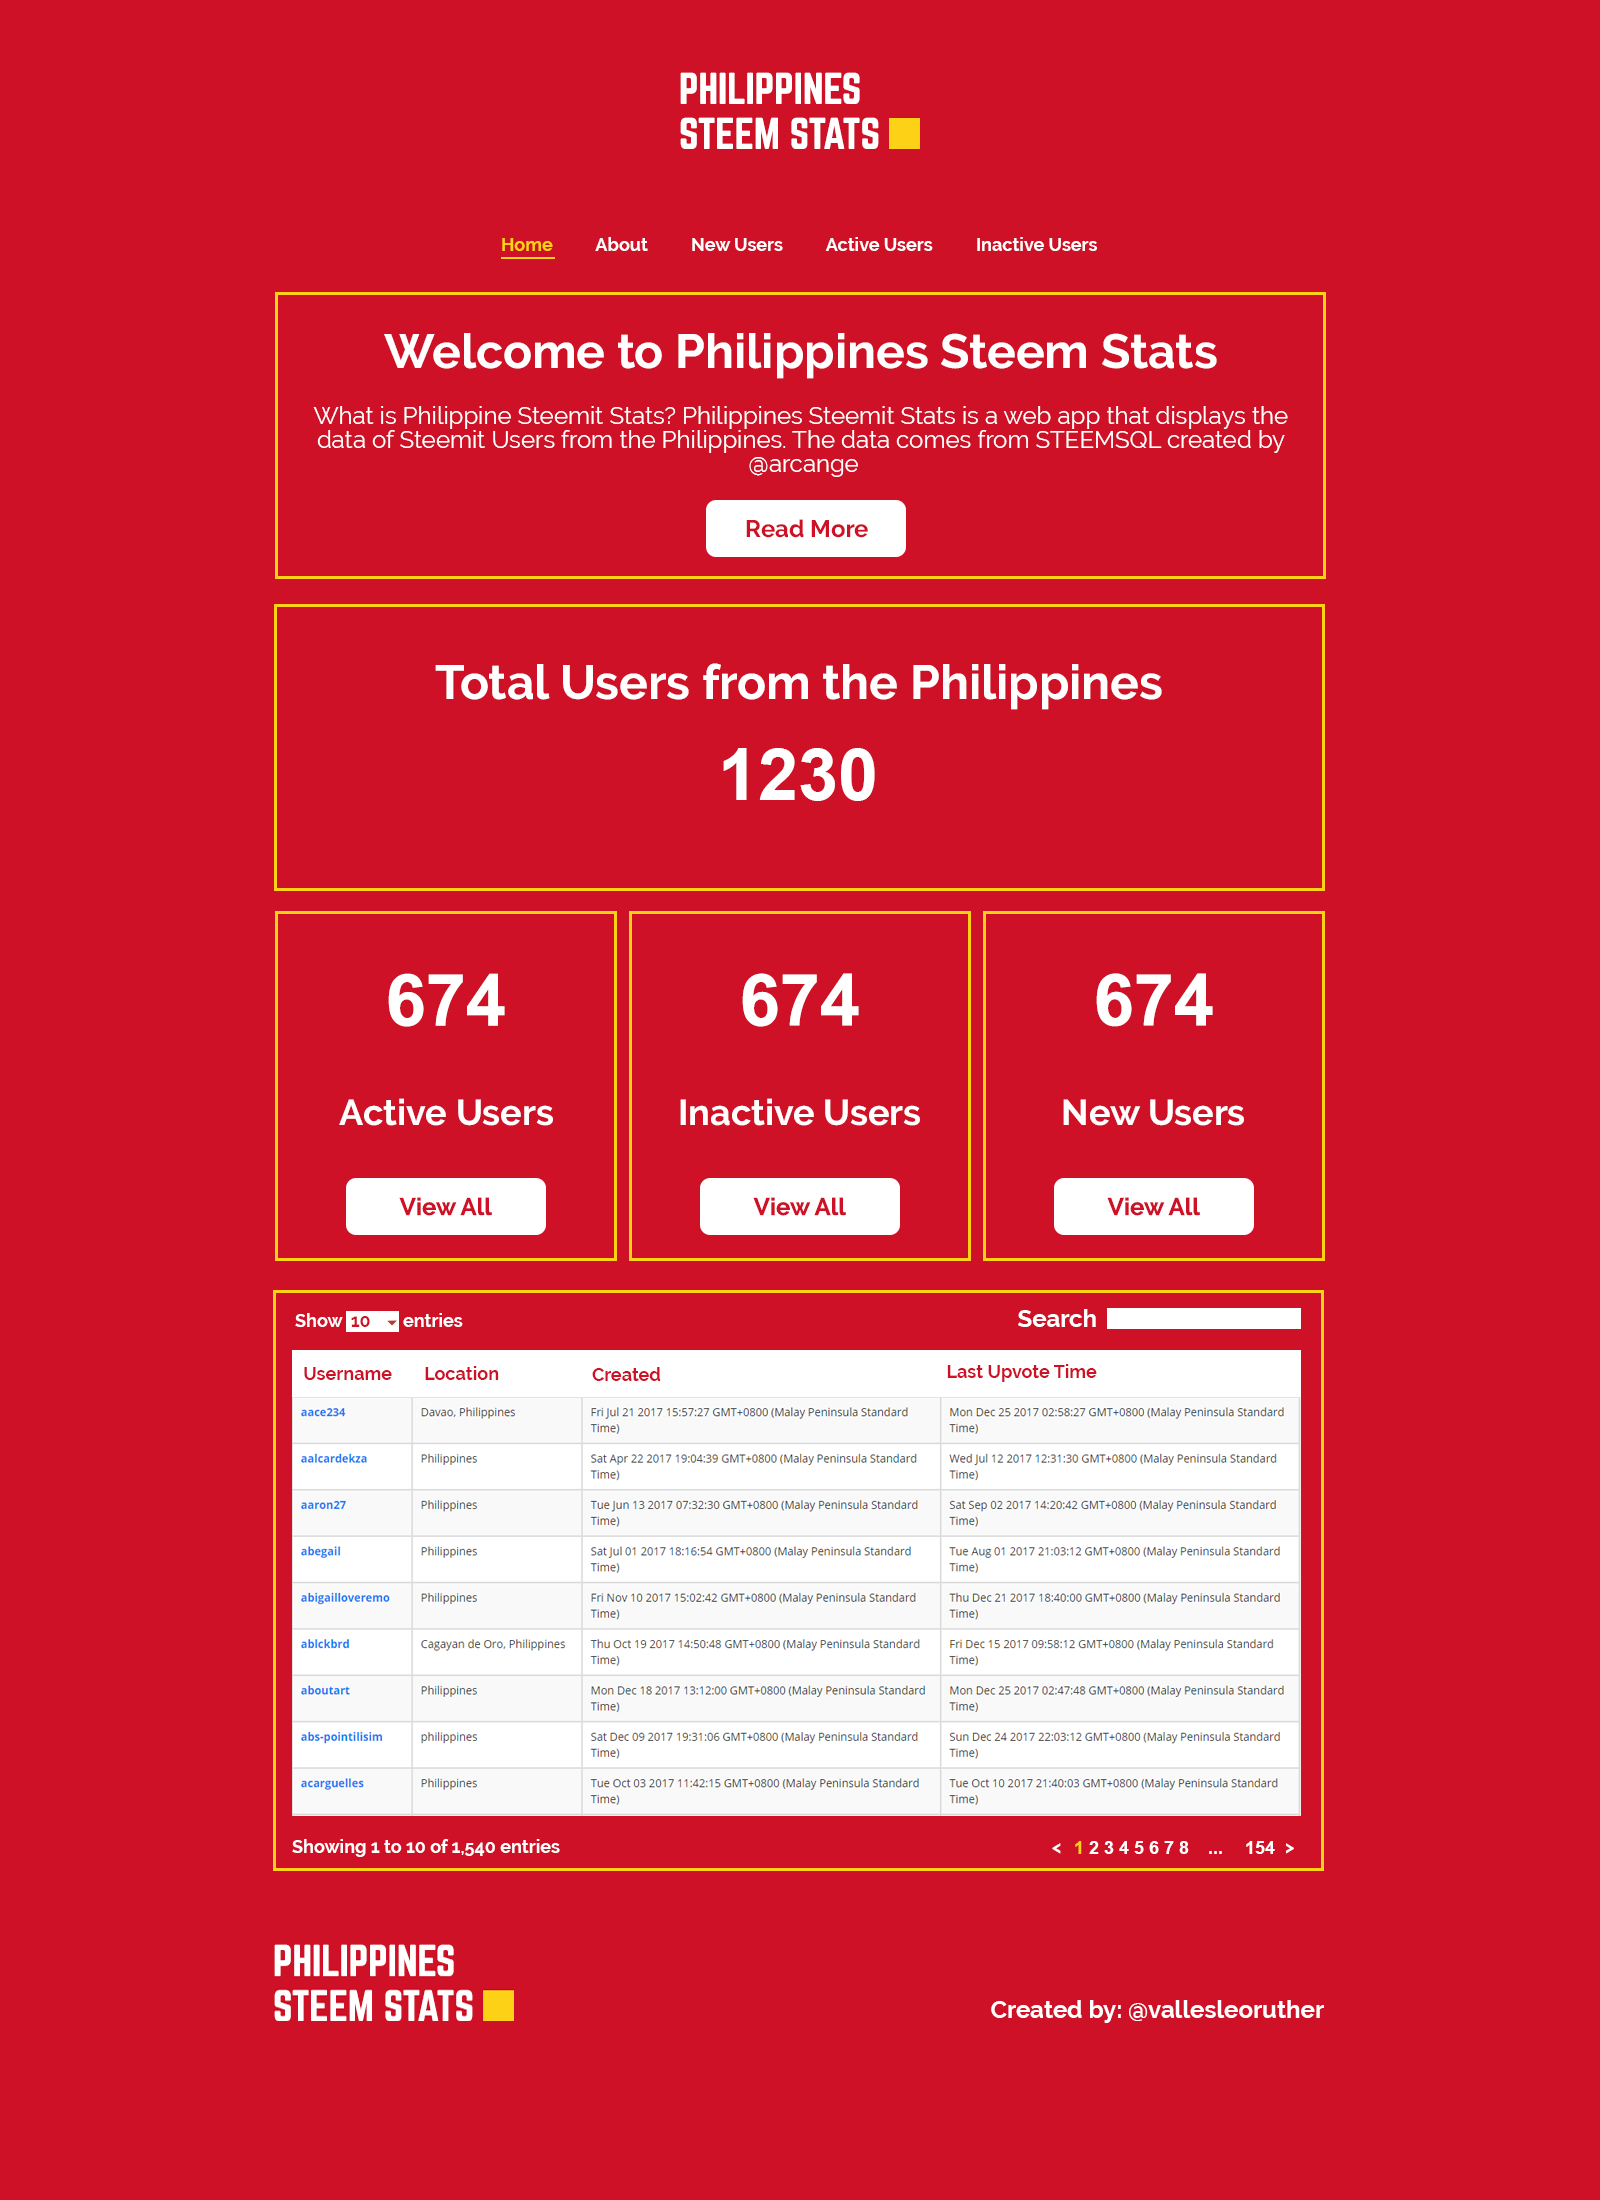 PHILIPPINES
STEEM STATS
Home About New Users Active Users Inactive Users
Welcome to Philippines Steem Stats
What is Philippine Steemit Stats? Philippines Steemit Stats is a web app that displays the
data of Steemit Users from the Philippines. The data comes from STEEMSQL created by
@arcange
Read More
Total Users from the Philippines
1230
674
Active Users
View All
674
Inactive Users
View All
674
New Users
View All
Show 10 entries
Search
Username Location Created Last Upvote Time
aace234 Davao, Philippines Fri Jul 21 2017 15:57:27 GMT+0800 (Malay Peninsula Standard Time) Mon Dec 25 2017 02:58:27 GMT+0800 (Malay Peninsula Standard Time)
aalcardekza Philippines Sat Apr 22 2017 19:04:39 GMT+0800 (Malay Peninsula Standard Time) Wed Jul 12 2017 12:31:30 GMT+0800 (Malay Peninsula Standard Time)
aaron27 Philippines Tue Jun 13 2017 07:32:30 GMT+0800 (Malay Peninsula Standard Time) Sat Sep 02 2017 14:20:42 GMT+0800 (Malay Peninsula Standard Time)
abegail Philippines Sat Jul 01 2017 18:16:54 GMT+0800 (Malay Peninsula Standard Time) Tue Aug 01 2017 21:03:12 GMT+0800 (Malay Peninsula Standard Time)
abigailloveremo Philippines Fri Nov 10 2017 15:02:42 GMT+0800 (Malay Peninsula Standard Time) Thu Dec 21 2017 18:40:00 GMT+0800 (Malay Peninsula Standard Time)
ablckbrd Cagayan de Oro, Philippines Thu Oct 19 2017 14:50:48 GMT+0800 (Malay Peninsula Standard Time) Fri Dec 15 2017 09:58:12 GMT+0800 (Malay Peninsula Standard Time)
aboutart Philippines Mon Dec 18 2017 13:12:00 GMT+0800 (Malay Peninsula Standard Time) Mon Dec 25 2017 02:47:48 GMT+0800 (Malay Peninsula Standard Time)
abs-pointilisim philippines Sat Dec 09 2017 19:31:06 GMT+0800 (Malay Peninsula Standard Time) Sun Dec 24 2017 22:03:12 GMT+0800 (Malay Peninsula Standard Time)
acarguelles Philippines Tue Oct 03 2017 11:42:15 GMT+0800 (Malay Peninsula Standard Time) Tue Oct 10 2017 21:40:03 GMT+0800 (Malay Peninsula Standard Time)
Showing 1 to 10 of 1,540 entries
< 1 2 3 4 5 6 7 8 ... 154 >
PHILIPPINES
STEEM STATS
Created by: @vallesleoruther